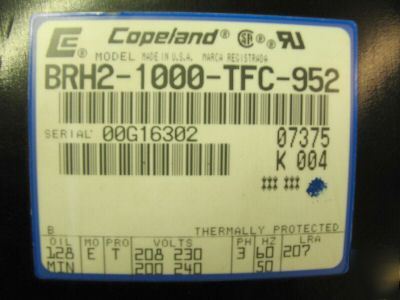 Copeland®
MODEL MADE IN U.S.A. MARCA REGISTRADA
BRH2-1000-TFC-952
SERIAL 00G16302
07375
K 004
B
THERMALLY PROTECTED
OIL MO PRO VOLTS PH HZ LRA
128 E T 208 230 3 60 207
MIN 200 240 50